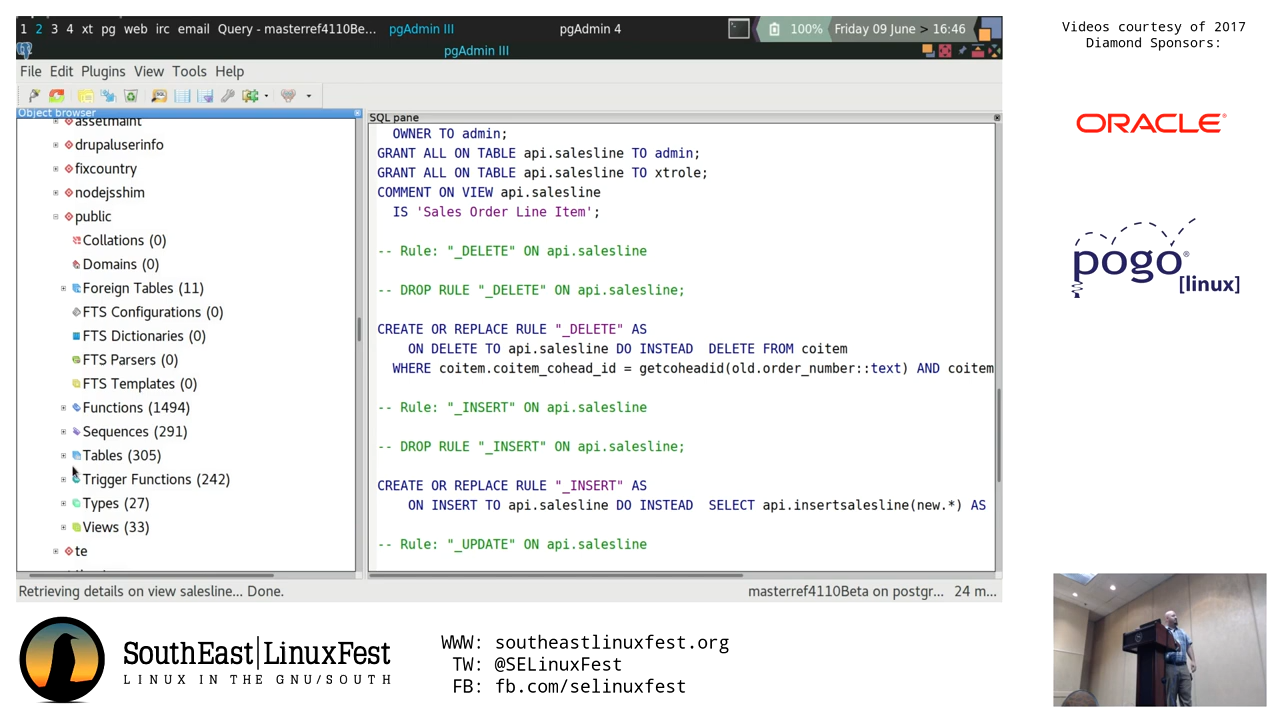 1 2 3 4 xt pg web irc email Query - masterref4110Be... pgAdmin III pgAdmin 4 100% Friday 09 June > 16:46
pgAdmin III
File Edit Plugins View Tools Help
Object browser
assetmaint
drupaluserinfo
fixcountry
nodejsshim
public
Collations (0)
Domains (0)
Foreign Tables (11)
FTS Configurations (0)
FTS Dictionaries (0)
FTS Parsers (0)
FTS Templates (0)
Functions (1494)
Sequences (291)
Tables (305)
Trigger Functions (242)
Types (27)
Views (33)
te
SQL pane
OWNER TO admin;
GRANT ALL ON TABLE api.salesline TO admin;
GRANT ALL ON TABLE api.salesline TO xtrole;
COMMENT ON VIEW api.salesline
IS 'Sales Order Line Item';
-- Rule: "_DELETE" ON api.salesline
-- DROP RULE "_DELETE" ON api.salesline;
CREATE OR REPLACE RULE "_DELETE" AS
ON DELETE TO api.salesline DO INSTEAD  DELETE FROM coitem
WHERE coitem.coitem_cohead_id = getcoheadid(old.order_number::text) AND coitem
-- Rule: "_INSERT" ON api.salesline
-- DROP RULE "_INSERT" ON api.salesline;
CREATE OR REPLACE RULE "_INSERT" AS
ON INSERT TO api.salesline DO INSTEAD  SELECT api.insertsalesline(new.*) AS
-- Rule: "_UPDATE" ON api.salesline
Retrieving details on view salesline... Done.
masterref4110Beta on postgr... 24 m...
Videos courtesy of 2017
Diamond Sponsors:
ORACLE®
pogo®
[linux]
SouthEast|LinuxFest
LINUX IN THE GNU/SOUTH
WWW: southeastlinuxfest.org
TW: @SELinuxFest
FB: fb.com/selinuxfest